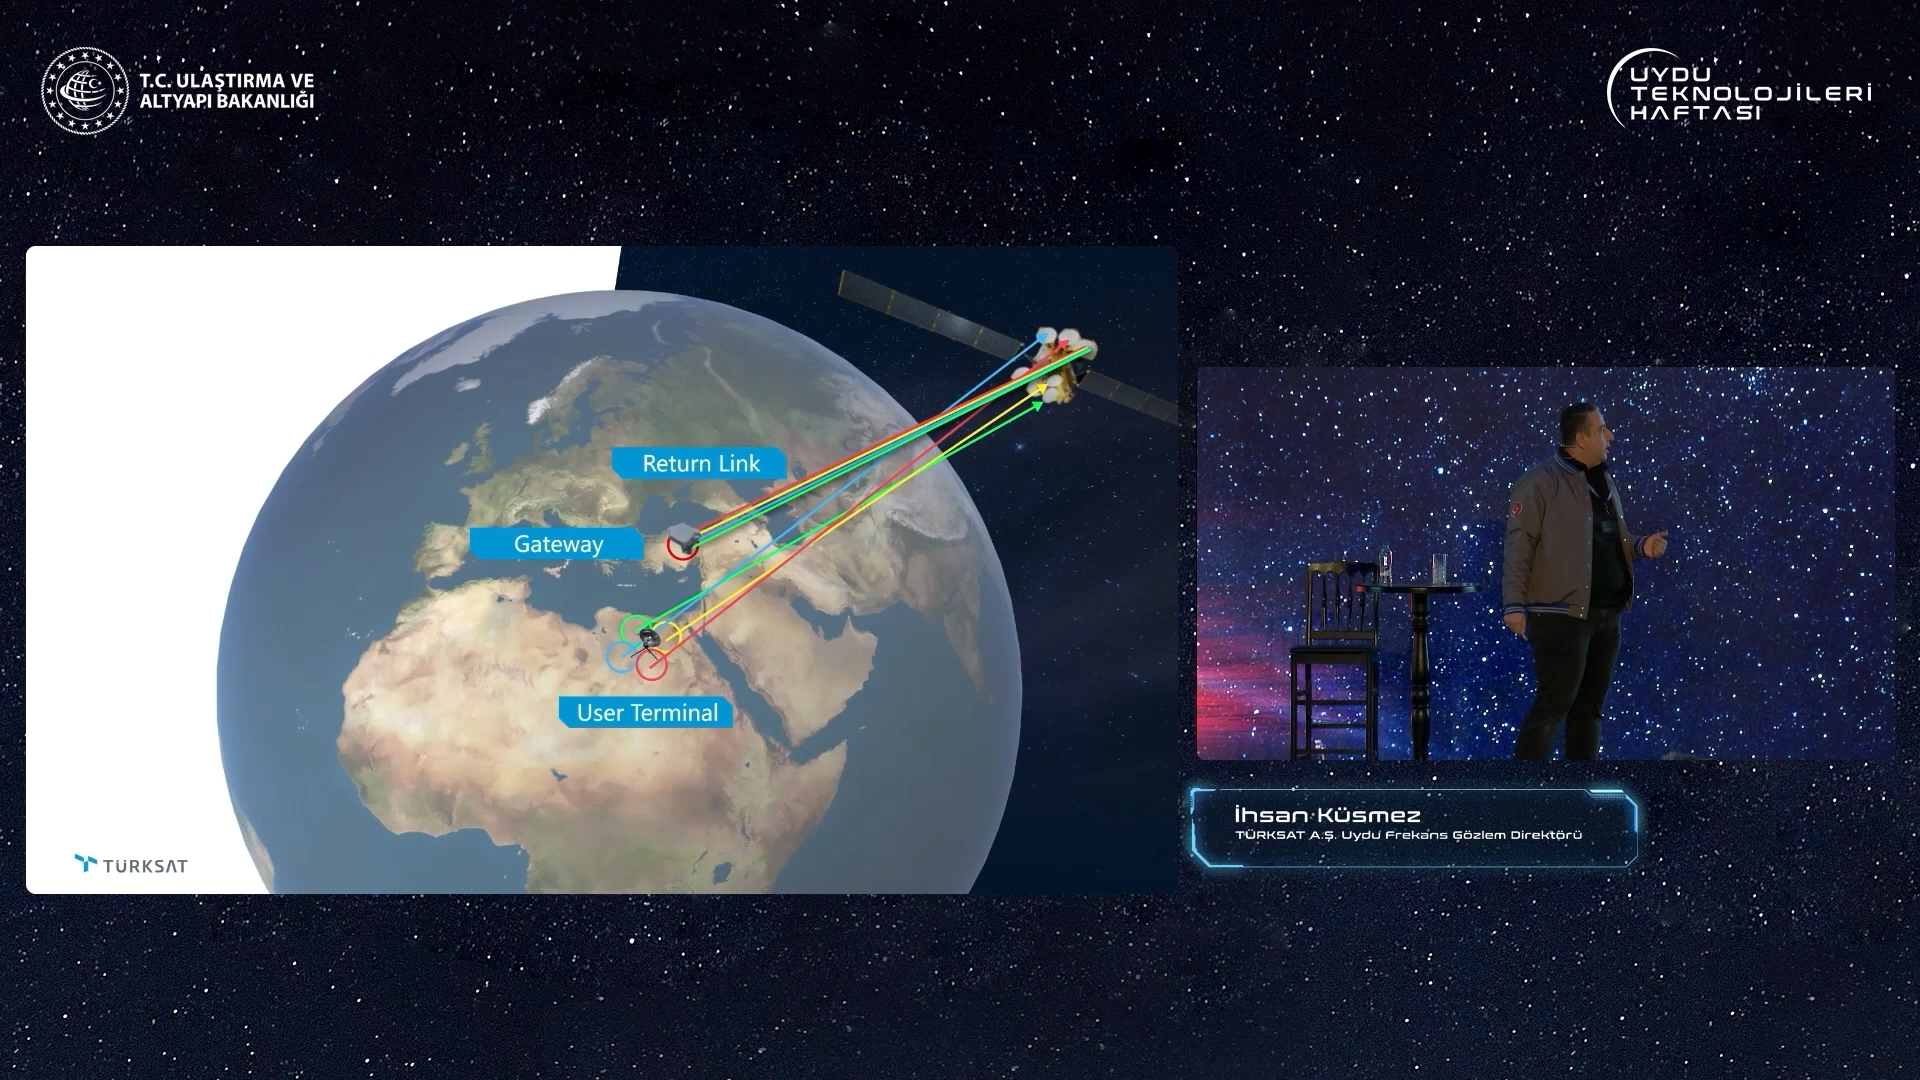 T.C. ULAŞTIRMA VE
ALTYAPI BAKANLIĞI
UYDU
TEKNOLOJİLERİ
HAFTASI
Return Link
Gateway
User Terminal
TÜRKSAT
İhsan Küsmez
TÜRKSAT A.Ş. Uydu Frekans Gözlem Direktörü